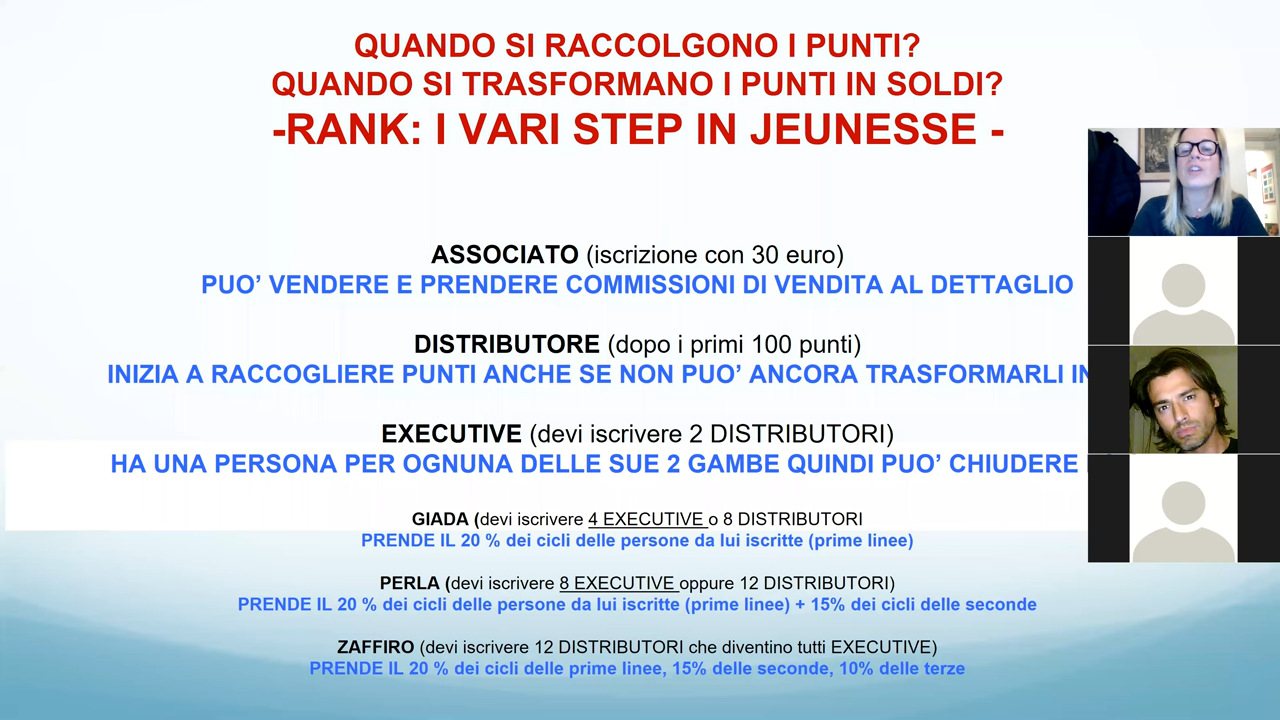 QUANDO SI RACCOLGONO I PUNTI?
QUANDO SI TRASFORMANO I PUNTI IN SOLDI?
-RANK: I VARI STEP IN JEUNESSE -
ASSOCIATO (iscrizione con 30 euro)
PUO’ VENDERE E PRENDERE COMMISSIONI DI VENDITA AL DETTAGLIO
DISTRIBUTORE (dopo i primi 100 punti)
INIZIA A RACCOGLIERE PUNTI ANCHE SE NON PUO’ ANCORA TRASFORMARLI IN
EXECUTIVE (devi iscrivere 2 DISTRIBUTORI)
HA UNA PERSONA PER OGNUNA DELLE SUE 2 GAMBE QUINDI PUO’ CHIUDERE
GIADA (devi iscrivere 4 EXECUTIVE o 8 DISTRIBUTORI
PRENDE IL 20 % dei cicli delle persone da lui iscritte (prime linee)
PERLA (devi iscrivere 8 EXECUTIVE oppure 12 DISTRIBUTORI)
PRENDE IL 20 % dei cicli delle persone da lui iscritte (prime linee) + 15% dei cicli delle seconde
ZAFFIRO (devi iscrivere 12 DISTRIBUTORI che diventino tutti EXECUTIVE)
PRENDE IL 20 % dei cicli delle prime linee, 15% delle seconde, 10% delle terze